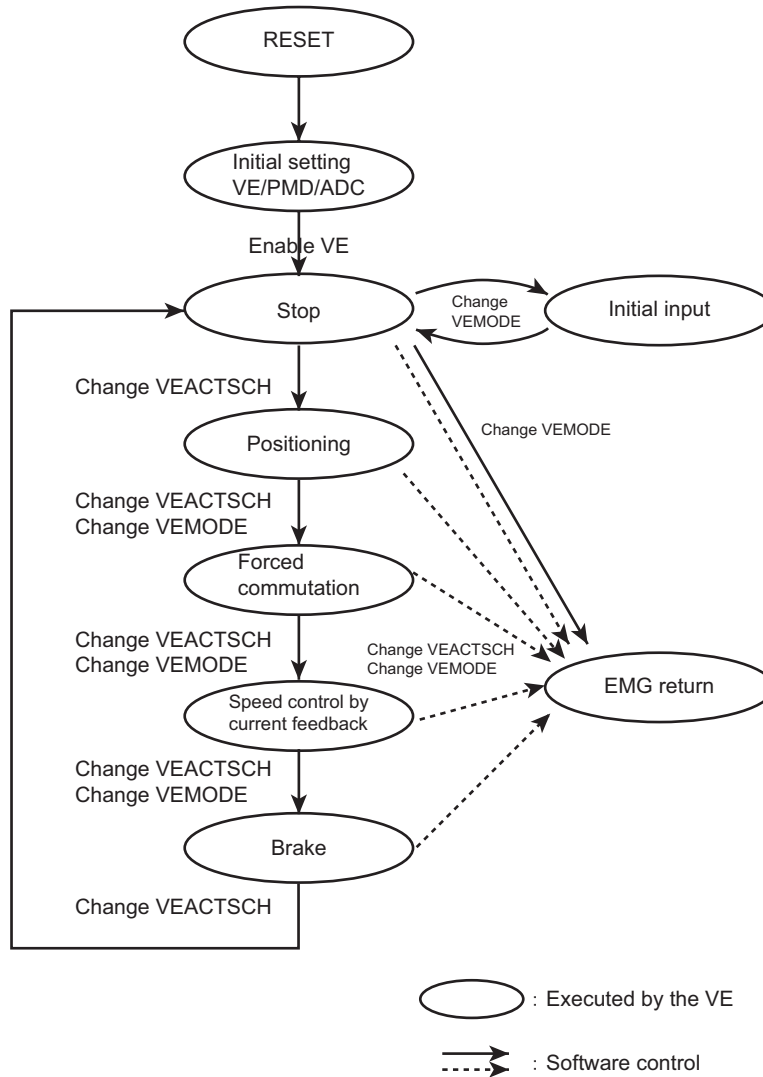 RESET
Initial setting
VE/PMD/ADC
Enable VE
Stop
Change
VEMODE
Initial input
Change VEACTSCH
Change VEMODE
Positioning
Change VEACTSCH
Change VEMODE
Forced
commutation
Change VEACTSCH
Change VEMODE
Change VEACTSCH
Change VEMODE
EMG return
Speed control by
current feedback
Change VEACTSCH
Change VEMODE
Brake
Change VEACTSCH
: Executed by the VE
: Software control